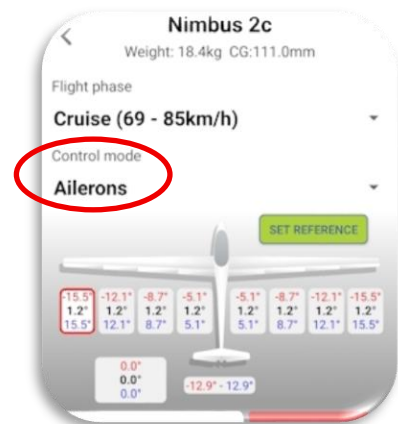 Nimbus 2c
Weight: 18.4kg CG:111.0mm
Flight phase
Cruise (69 - 85km/h)
Control mode
Ailerons
SET REFERENCE
-15.5° -12.1° -8.7° -5.1° -5.1° -8.7° -12.1° -15.5°
1.2° 1.2° 1.2° 1.2° 1.2° 1.2° 1.2° 1.2°
15.5° 12.1° 8.7° 5.1° 5.1° 8.7° 12.1° 15.5°
0.0°
0.0° -12.9° - 12.9°
0.0°